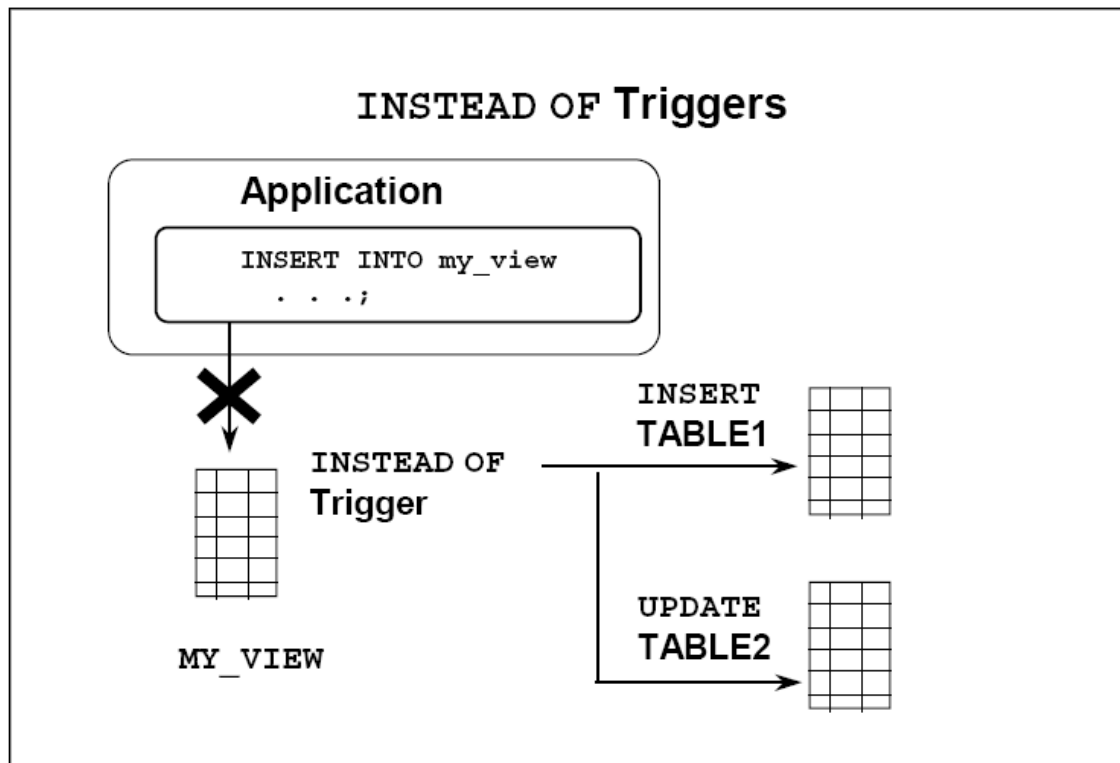 INSTEAD OF Triggers
Application
INSERT INTO my_view
. . .;
INSTEAD OF
Trigger
MY_VIEW
INSERT
TABLE1
UPDATE
TABLE2